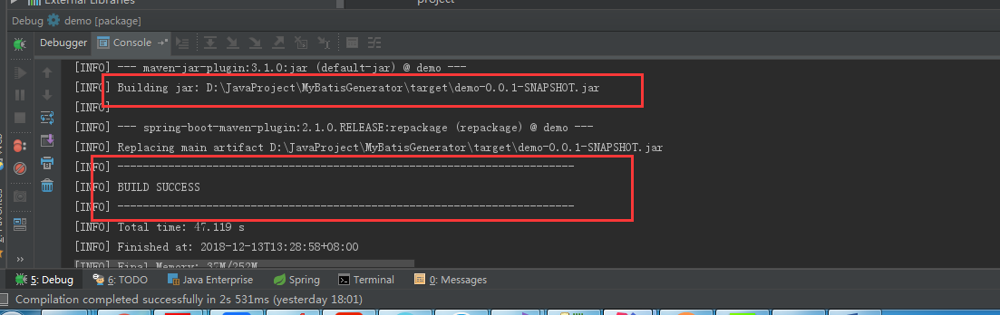 External Libraries
project
Debug demo [package]
Debugger Console
[INFO] --- maven-jar-plugin:3.1.0:jar (default-jar) @ demo ---
[INFO] Building jar: D:\JavaProject\MyBatisGenerator\target\demo-0.0.1-SNAPSHOT.jar
[INFO]
[INFO] --- spring-boot-maven-plugin:2.1.0.RELEASE:repackage (repackage) @ demo ---
[INFO] Replacing main artifact D:\JavaProject\MyBatisGenerator\target\demo-0.0.1-SNAPSHOT.jar
[INFO] ------------------------------------------------------------------------
[INFO] BUILD SUCCESS
[INFO] ------------------------------------------------------------------------
[INFO] Total time: 47.119 s
[INFO] Finished at: 2018-12-13T13:28:58+08:00
[INFO] Final Memory: 37M/252M
5: Debug 6: TODO Java Enterprise Spring Terminal 0: Messages
Compilation completed successfully in 2s 531ms (yesterday 18:01)